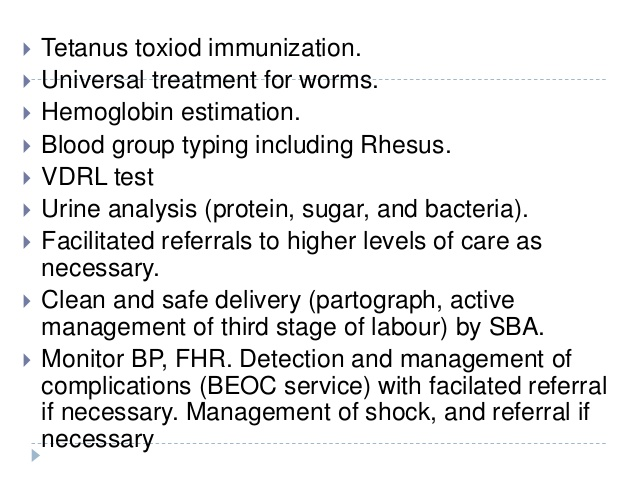 Tetanus toxiod immunization.
Universal treatment for worms.
Hemoglobin estimation.
Blood group typing including Rhesus.
VDRL test
Urine analysis (protein, sugar, and bacteria).
Facilitated referrals to higher levels of care as
necessary.
Clean and safe delivery (partograph, active
management of third stage of labour) by SBA.
Monitor BP, FHR. Detection and management of
complications (BEOC service) with facilated referral
if necessary. Management of shock, and referral if
necessary